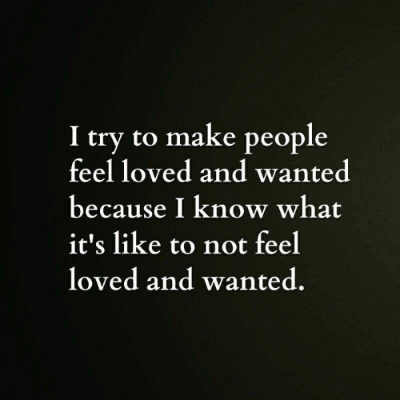 I try to make people
feel loved and wanted
because I know what
it's like to not feel
loved and wanted.